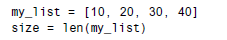 my_list = [10, 20, 30, 40]
size = len(my_list)